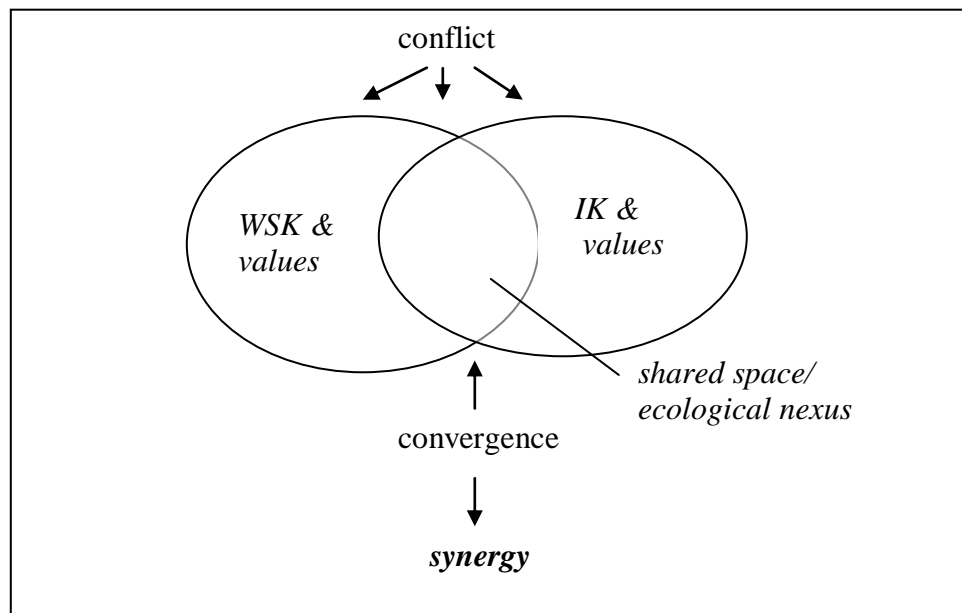 conflict
WSK &
values
IK &
values
shared space/
ecological nexus
convergence
synergy